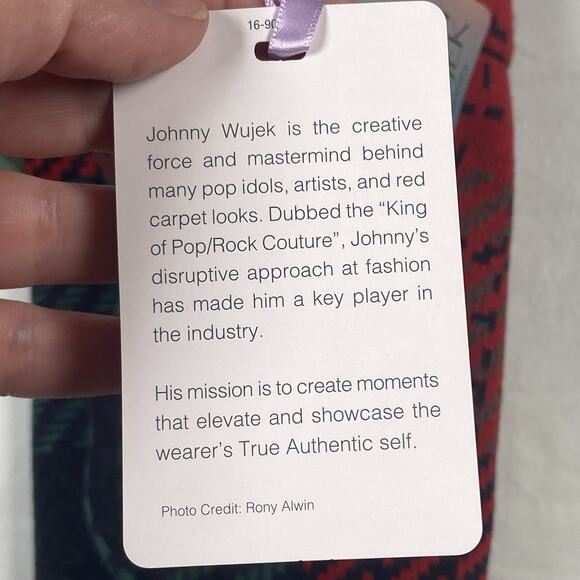 16-90
Johnny Wujek is the creative
force and mastermind behind
many pop idols, artists, and red
carpet looks. Dubbed the “King
of Pop/Rock Couture”, Johnny’s
disruptive approach at fashion
has made him a key player in
the industry.
His mission is to create moments
that elevate and showcase the
wearer’s True Authentic self.
Photo Credit: Rony Alwin